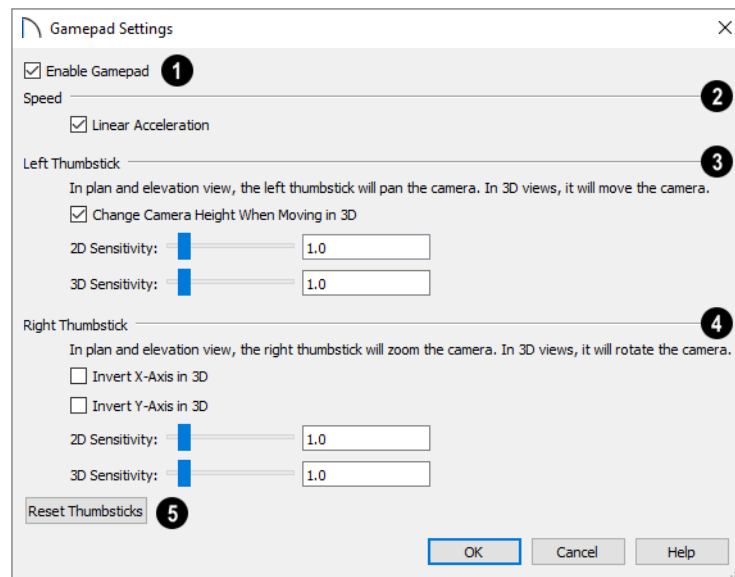 Gamepad Settings
Enable Gamepad 1
Speed 2
Linear Acceleration
Left Thumbstick 3
In plan and elevation view, the left thumbstick will pan the camera. In 3D views, it will move the camera.
Change Camera Height When Moving in 3D
2D Sensitivity: 1.0
3D Sensitivity: 1.0
Right Thumbstick 4
In plan and elevation view, the right thumbstick will zoom the camera. In 3D views, it will rotate the camera.
Invert X-Axis in 3D
Invert Y-Axis in 3D
2D Sensitivity: 1.0
3D Sensitivity: 1.0
Reset Thumbsticks 5
OK Cancel Help